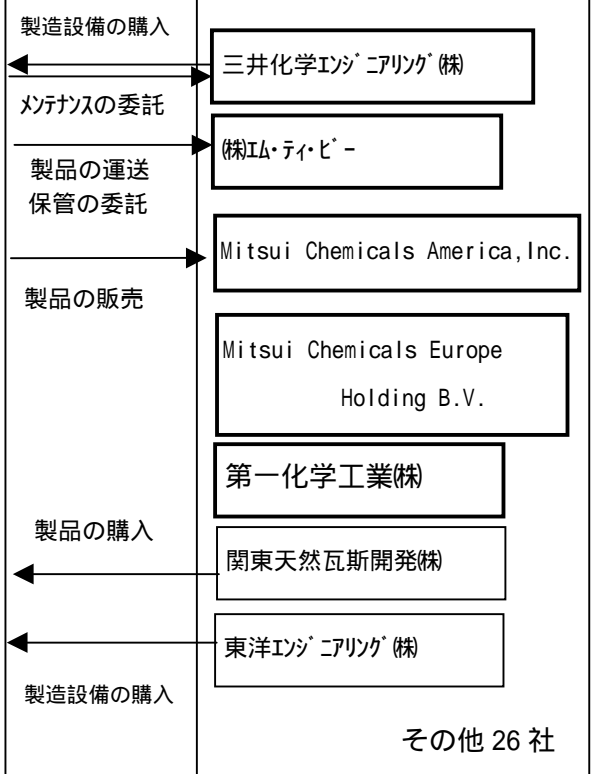 製造設備の購入
三井化学ｴﾝｼﾞﾆｱﾘﾝｸﾞ㈱
ﾒﾝﾃﾅﾝｽの委託
㈱ｴﾑ･ﾃｨ･ﾋﾞｰ
製品の運送
保管の委託
Mitsui Chemicals America,Inc.
製品の販売
Mitsui Chemicals Europe
Holding B.V.
第一化学工業㈱
製品の購入
関東天然瓦斯開発㈱
東洋ｴﾝｼﾞﾆｱﾘﾝｸﾞ㈱
製造設備の購入
その他 26 社